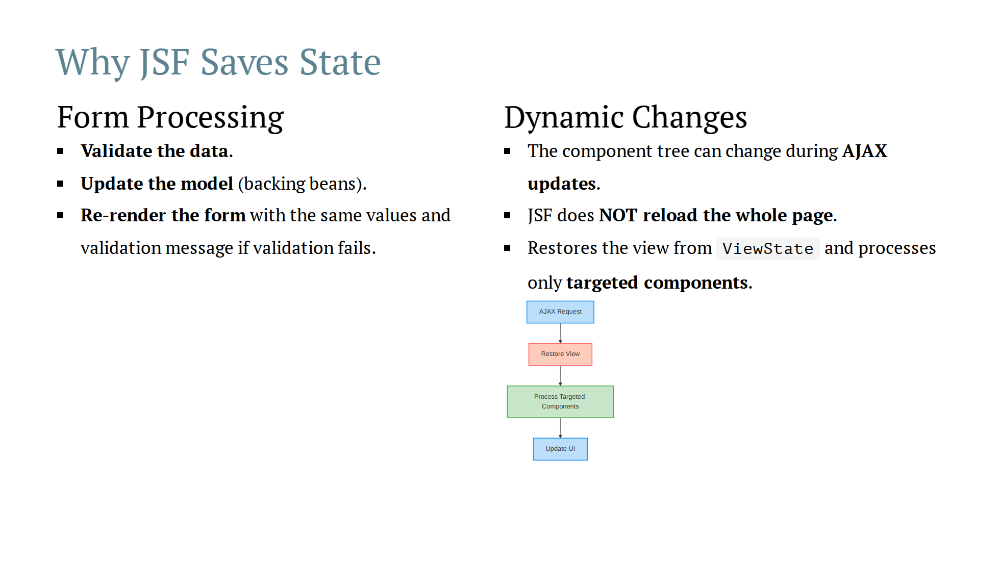 Why JSF Saves State
Form Processing
Validate the data.
Update the model (backing beans).
Re-render the form with the same values and
validation message if validation fails.
Dynamic Changes
The component tree can change during AJAX
updates.
JSF does NOT reload the whole page.
Restores the view from ViewState and processes
only targeted components.
AJAX Request
Restore View
Process Targeted
Components
Update UI